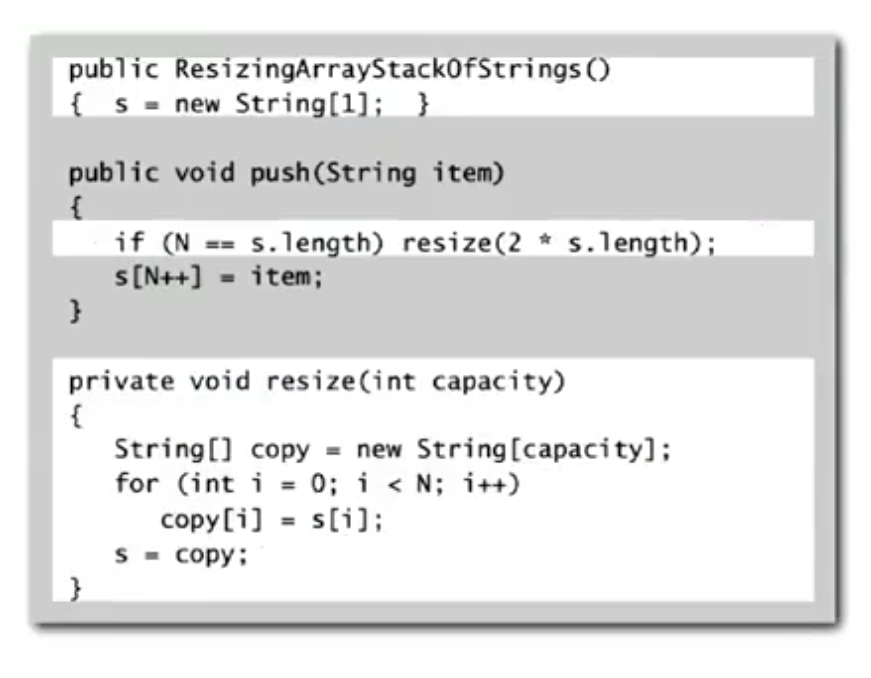 public ResizingArrayStackOfStrings()
{  s = new String[1];  }
public void push(String item)
{
   if (N == s.length) resize(2 * s.length);
   s[N++] = item;
}
private void resize(int capacity)
{
   String[] copy = new String[capacity];
   for (int i = 0; i < N; i++)
      copy[i] = s[i];
   s = copy;
}